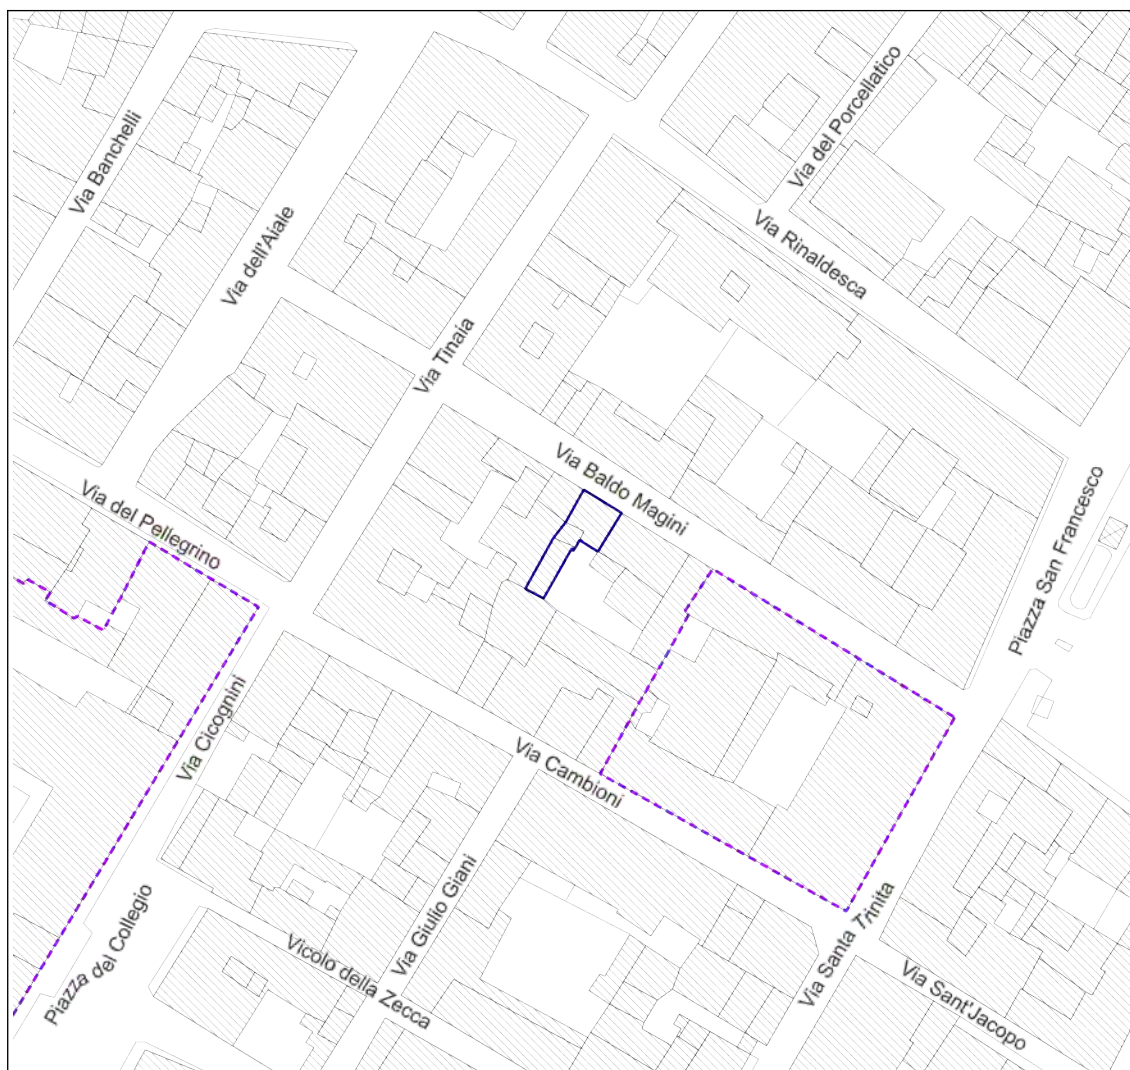 Via Banchelli
Via del Porcellatico
Via dell'Aiale
Via Rinaldesca
Via Tinaia
Via Baldo Magini
Via del Pellegrino
Piazza San Francesco
Via Cicognini
Via Cambioni
Via Giulio Giani
Piazza del Collegio
Vicolo della Zecca
Via Santa Trinita
Via Sant'Jacopo